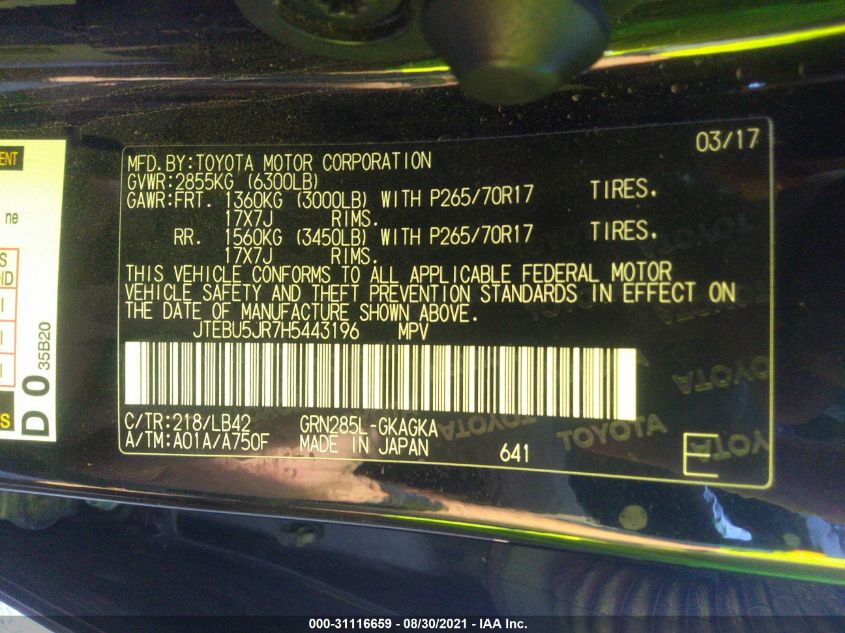 03/17
MFD.BY:TOYOTA MOTOR CORPORATION
GVWR:2855KG (6300LB)
GAWR:FRT. 1360KG (3000LB) WITH P265/70R17 TIRES.
17X7J RIMS.
RR. 1560KG (3450LB) WITH P265/70R17 TIRES.
17X7J RIMS.
THIS VEHICLE CONFORMS TO ALL APPLICABLE FEDERAL MOTOR
VEHICLE SAFETY AND THEFT PREVENTION STANDARDS IN EFFECT ON
THE DATE OF MANUFACTURE SHOWN ABOVE.
JTEBU5JR7H5443196 MPV
C/TR:218/LB42 GRN285L-GKAGKA
A/TM:A01A/A750F MADE IN JAPAN 641
TOYOTA
TOYOTA
ne
D 0 35B20
000-31116659 - 08/30/2021 - IAA Inc.